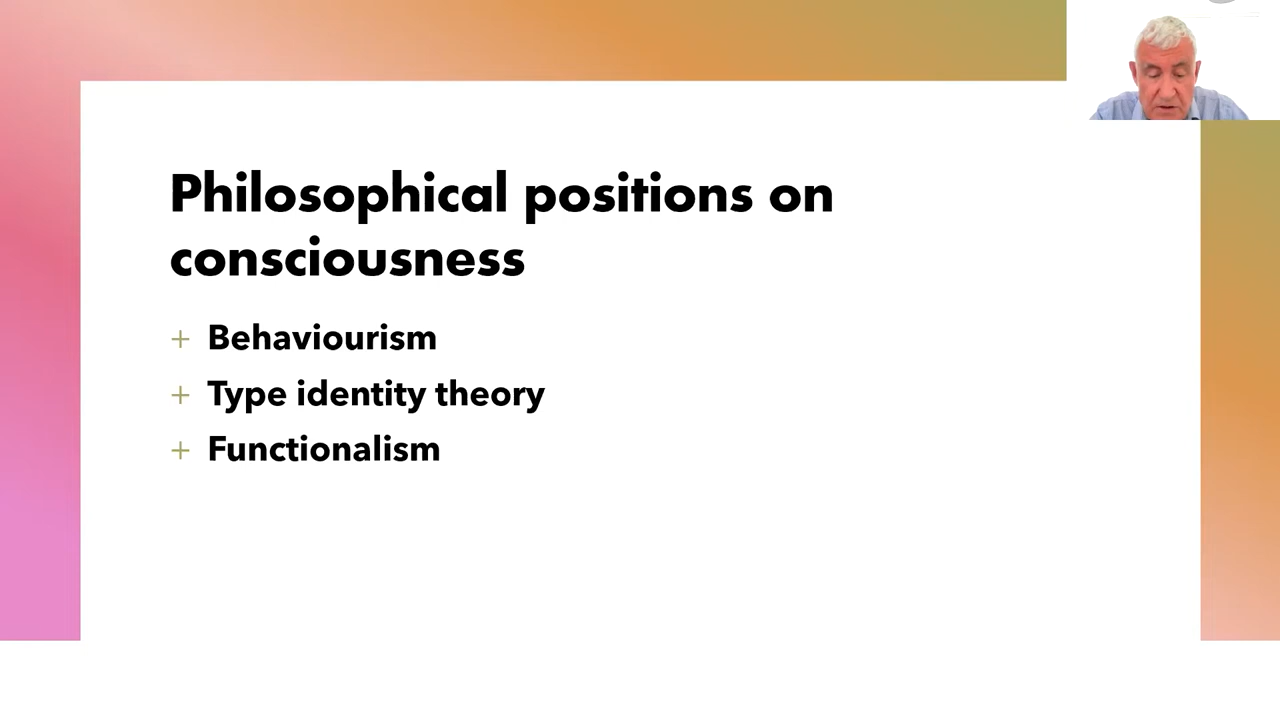 Philosophical positions on
consciousness
+ Behaviourism
+ Type identity theory
+ Functionalism